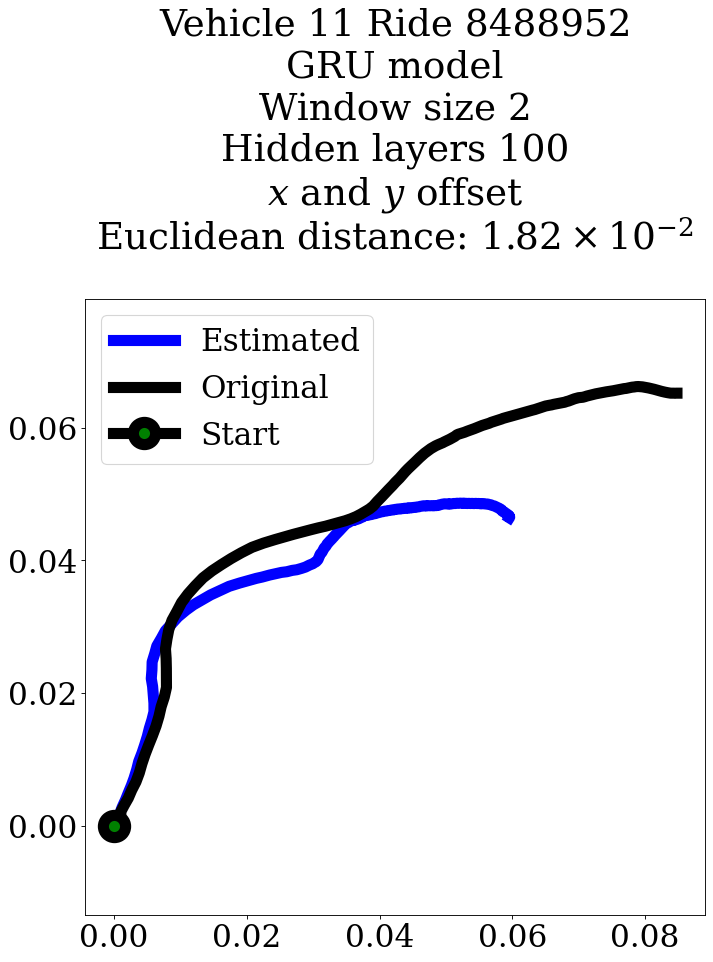 Vehicle 11 Ride 8488952
GRU model
Window size 2
Hidden layers 100
x and y offset
Euclidean distance: 1.82 × 10⁻²
Estimated
Original
Start
0.06
0.04
0.02
0.00
0.00 0.02 0.04 0.06 0.08